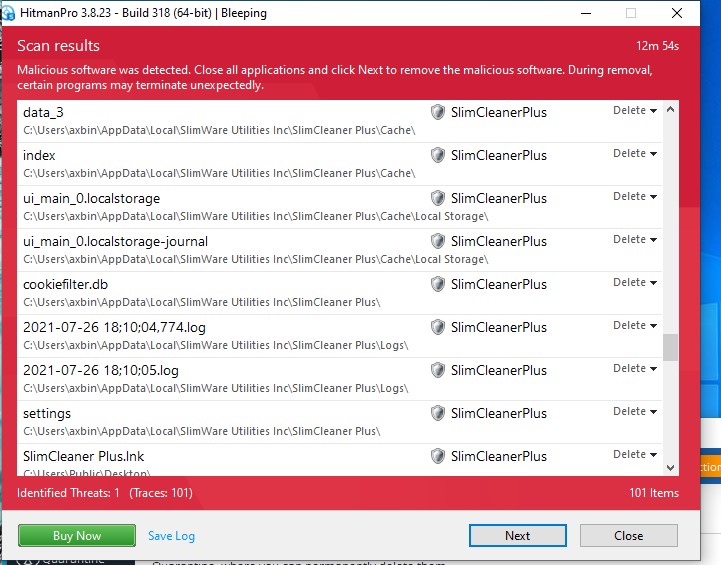 HitmanPro 3.8.23 - Build 318 (64-bit) | Bleeping
Scan results
12m 54s
Malicious software was detected. Close all applications and click Next to remove the malicious software. During removal,
certain programs may terminate unexpectedly.
data_3
SlimCleanerPlus
Delete
C:\Users\axbin\AppData\Local\SlimWare Utilities Inc\SlimCleaner Plus\Cache\
index
SlimCleanerPlus
Delete
C:\Users\axbin\AppData\Local\SlimWare Utilities Inc\SlimCleaner Plus\Cache\
ui_main_0.localstorage
SlimCleanerPlus
Delete
C:\Users\axbin\AppData\Local\SlimWare Utilities Inc\SlimCleaner Plus\Cache\Local Storage\
ui_main_0.localstorage-journal
SlimCleanerPlus
Delete
C:\Users\axbin\AppData\Local\SlimWare Utilities Inc\SlimCleaner Plus\Cache\Local Storage\
cookiefilter.db
SlimCleanerPlus
Delete
C:\Users\axbin\AppData\Local\SlimWare Utilities Inc\SlimCleaner Plus\
2021-07-26 18;10;04,774.log
SlimCleanerPlus
Delete
C:\Users\axbin\AppData\Local\SlimWare Utilities Inc\SlimCleaner Plus\Logs\
2021-07-26 18;10;05.log
SlimCleanerPlus
Delete
C:\Users\axbin\AppData\Local\SlimWare Utilities Inc\SlimCleaner Plus\Logs\
settings
SlimCleanerPlus
Delete
C:\Users\axbin\AppData\Local\SlimWare Utilities Inc\SlimCleaner Plus\
SlimCleaner Plus.lnk
SlimCleanerPlus
Delete
C:\Users\Public\Desktop\
Identified Threats: 1 (Traces: 101)
101 Items
Buy Now
Save Log
Next
Close
Quarantine
Quarantine, where you can permanently delete them